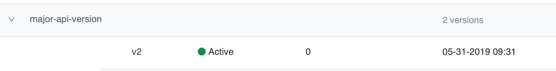 major-api-version 2 versions
v2 Active 0 05-31-2019 09:31